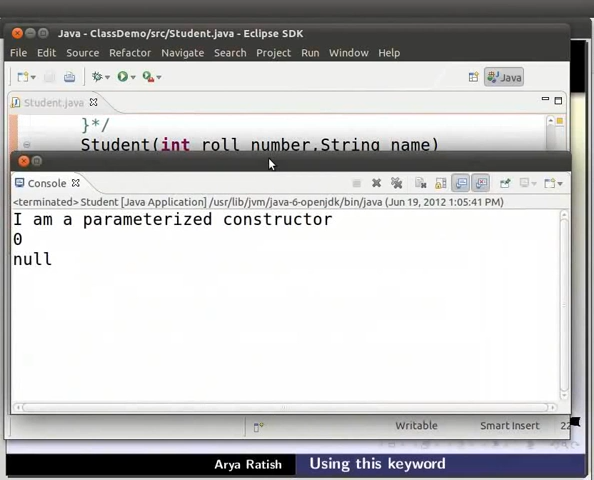 Java - ClassDemo/src/Student.java - Eclipse SDK
File Edit Source Refactor Navigate Search Project Run Window Help
Java
Student.java
}*/
Student(int roll_number,String name)
Console
<terminated> Student [Java Application] /usr/lib/jvm/java-6-openjdk/bin/java (Jun 19, 2012 1:05:41 PM)
I am a parameterized constructor
0
null
Writable Smart Insert 22
Arya Ratish Using this keyword